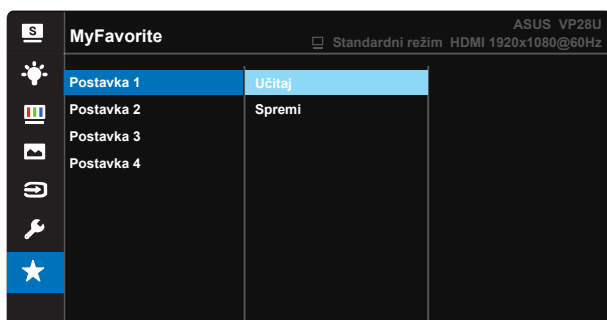 S
MyFavorite
ASUS VP28U
Standardni režim HDMI 1920x1080@60Hz
Postavka 1
Učitaj
Postavka 2
Spremi
Postavka 3
Postavka 4